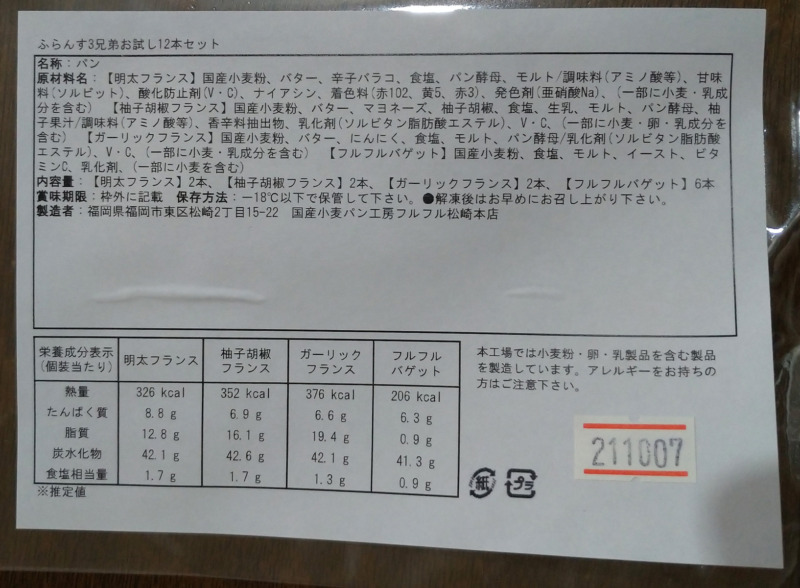 ふらんす3兄弟お試し12本セット
名称：パン
原材料名：【明太フランス】国産小麦粉、バター、辛子バラコ、食塩、パン酵母、モルト/調味料(アミノ酸等)、甘味
料(ソルビット)、酸化防止剤(V・C)、ナイアシン、着色料(赤102、黄5、赤3)、発色剤(亜硝酸Na)、(一部に小麦・乳成
分を含む) 【柚子胡椒フランス】国産小麦粉、バター、マヨネーズ、柚子胡椒、食塩、生乳、モルト、パン酵母、柚
子果汁/調味料(アミノ酸等)、香辛料抽出物、乳化剤(ソルビタン脂肪酸エステル)、V・C、(一部に小麦・卵・乳成分を
含む) 【ガーリックフランス】国産小麦粉、バター、にんにく、食塩、モルト、パン酵母/乳化剤(ソルビタン脂肪酸
エステル)、V・C、(一部に小麦・乳成分を含む) 【フルフルバゲット】国産小麦粉、食塩、モルト、イースト、ビタ
ミンC、乳化剤、(一部に小麦を含む)
内容量：【明太フランス】2本、【柚子胡椒フランス】2本、【ガーリックフランス】2本、【フルフルバゲット】6本
賞味期限：枠外に記載 保存方法：－18℃以下で保管して下さい。●解凍後はお早めにお召し上がり下さい。
製造者：福岡県福岡市東区松崎2丁目15-22 国産小麦パン工房フルフル松崎本店
栄養成分表示(個装当たり) 明太フランス 柚子胡椒フランス ガーリックフランス フルフルバゲット
熱量 326 kcal 352 kcal 376 kcal 206 kcal
たんぱく質 8.8 g 6.9 g 6.6 g 6.3 g
脂質 12.8 g 16.1 g 19.4 g 0.9 g
炭水化物 42.1 g 42.6 g 42.1 g 41.3 g
食塩相当量 1.7 g 1.7 g 1.3 g 0.9 g
※推定値
本工場では小麦粉・卵・乳製品を含む製品
を製造しています。アレルギーをお持ちの
方はご注意下さい。
211007
紙 プラ